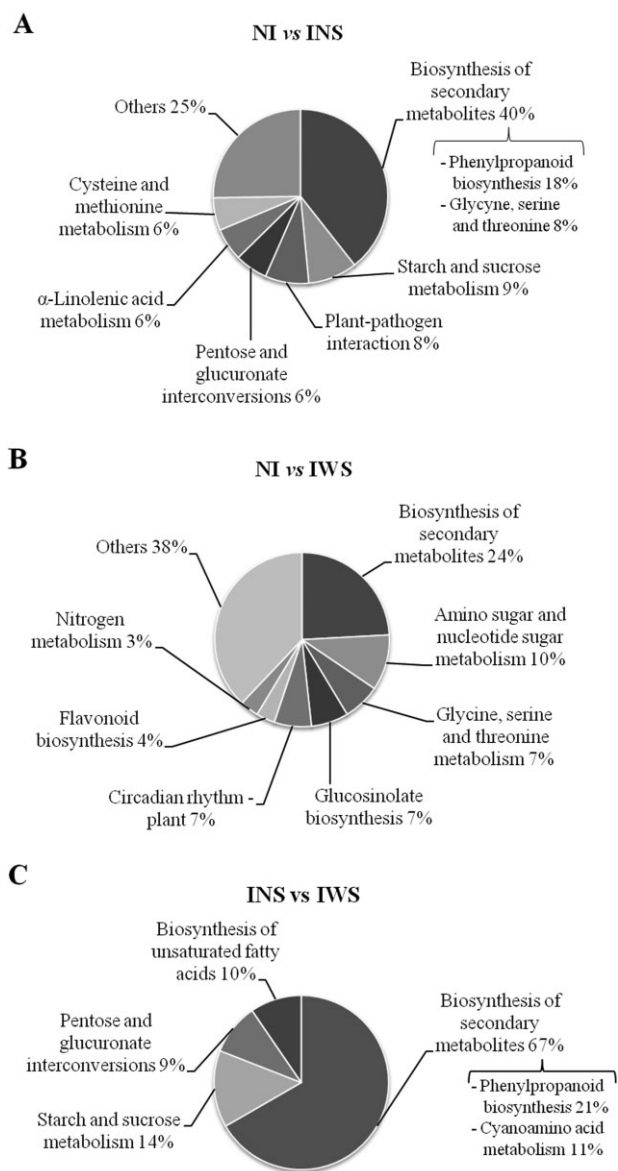 A
NI vs INS
Biosynthesis of
secondary
metabolites 40%
- Phenylpropanoid
biosynthesis 18%
- Glycyne, serine
and threonine 8%
Starch and sucrose
metabolism 9%
Plant-pathogen
interaction 8%
Pentose and
glucuronate
interconversions 6%
α-Linolenic acid
metabolism 6%
Cysteine and
methionine
metabolism 6%
Others 25%
B
NI vs IWS
Biosynthesis of
secondary
metabolites 24%
Amino sugar and
nucleotide sugar
metabolism 10%
Glycine, serine
and threonine
metabolism 7%
Glucosinolate
biosynthesis 7%
Circadian rhythm -
plant 7%
Flavonoid
biosynthesis 4%
Nitrogen
metabolism 3%
Others 38%
C
INS vs IWS
Biosynthesis of
secondary
metabolites 67%
- Phenylpropanoid
biosynthesis 21%
- Cyanoamino acid
metabolism 11%
Starch and sucrose
metabolism 14%
Pentose and
glucuronate
interconversions 9%
Biosynthesis of
unsaturated fatty
acids 10%